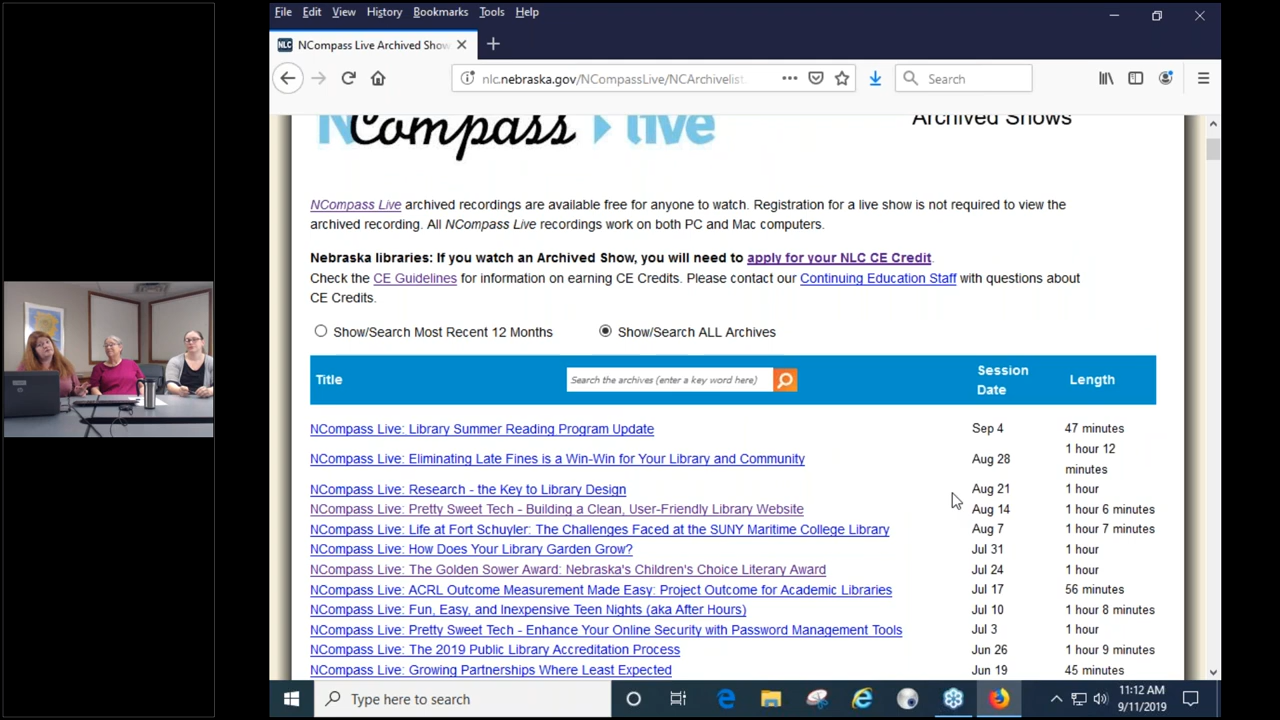 File Edit View History Bookmarks Tools Help
NLC NCompass Live Archived Show
nlc.nebraska.gov/NCompassLive/NCArchivelist. Search
NCompass live
Archived Shows
NCompass Live archived recordings are available free for anyone to watch. Registration for a live show is not required to view the
archived recording. All NCompass Live recordings work on both PC and Mac computers.
Nebraska libraries: If you watch an Archived Show, you will need to apply for your NLC CE Credit.
Check the CE Guidelines for information on earning CE Credits. Please contact our Continuing Education Staff with questions about
CE Credits.
Show/Search Most Recent 12 Months Show/Search ALL Archives
Title Search the archives (enter a key word here) Session Date Length
NCompass Live: Library Summer Reading Program Update Sep 4 47 minutes
NCompass Live: Eliminating Late Fines is a Win-Win for Your Library and Community Aug 28 1 hour 12 minutes
NCompass Live: Research - the Key to Library Design Aug 21 1 hour
NCompass Live: Pretty Sweet Tech - Building a Clean, User-Friendly Library Website Aug 14 1 hour 6 minutes
NCompass Live: Life at Fort Schuyler: The Challenges Faced at the SUNY Maritime College Library Aug 7 1 hour 7 minutes
NCompass Live: How Does Your Library Garden Grow? Jul 31 1 hour
NCompass Live: The Golden Sower Award: Nebraska's Children's Choice Literary Award Jul 24 1 hour
NCompass Live: ACRL Outcome Measurement Made Easy: Project Outcome for Academic Libraries Jul 17 56 minutes
NCompass Live: Fun, Easy, and Inexpensive Teen Nights (aka After Hours) Jul 10 1 hour 8 minutes
NCompass Live: Pretty Sweet Tech - Enhance Your Online Security with Password Management Tools Jul 3 1 hour
NCompass Live: The 2019 Public Library Accreditation Process Jun 26 1 hour 9 minutes
NCompass Live: Growing Partnerships Where Least Expected Jun 19 45 minutes
Type here to search
11:12 AM
9/11/2019